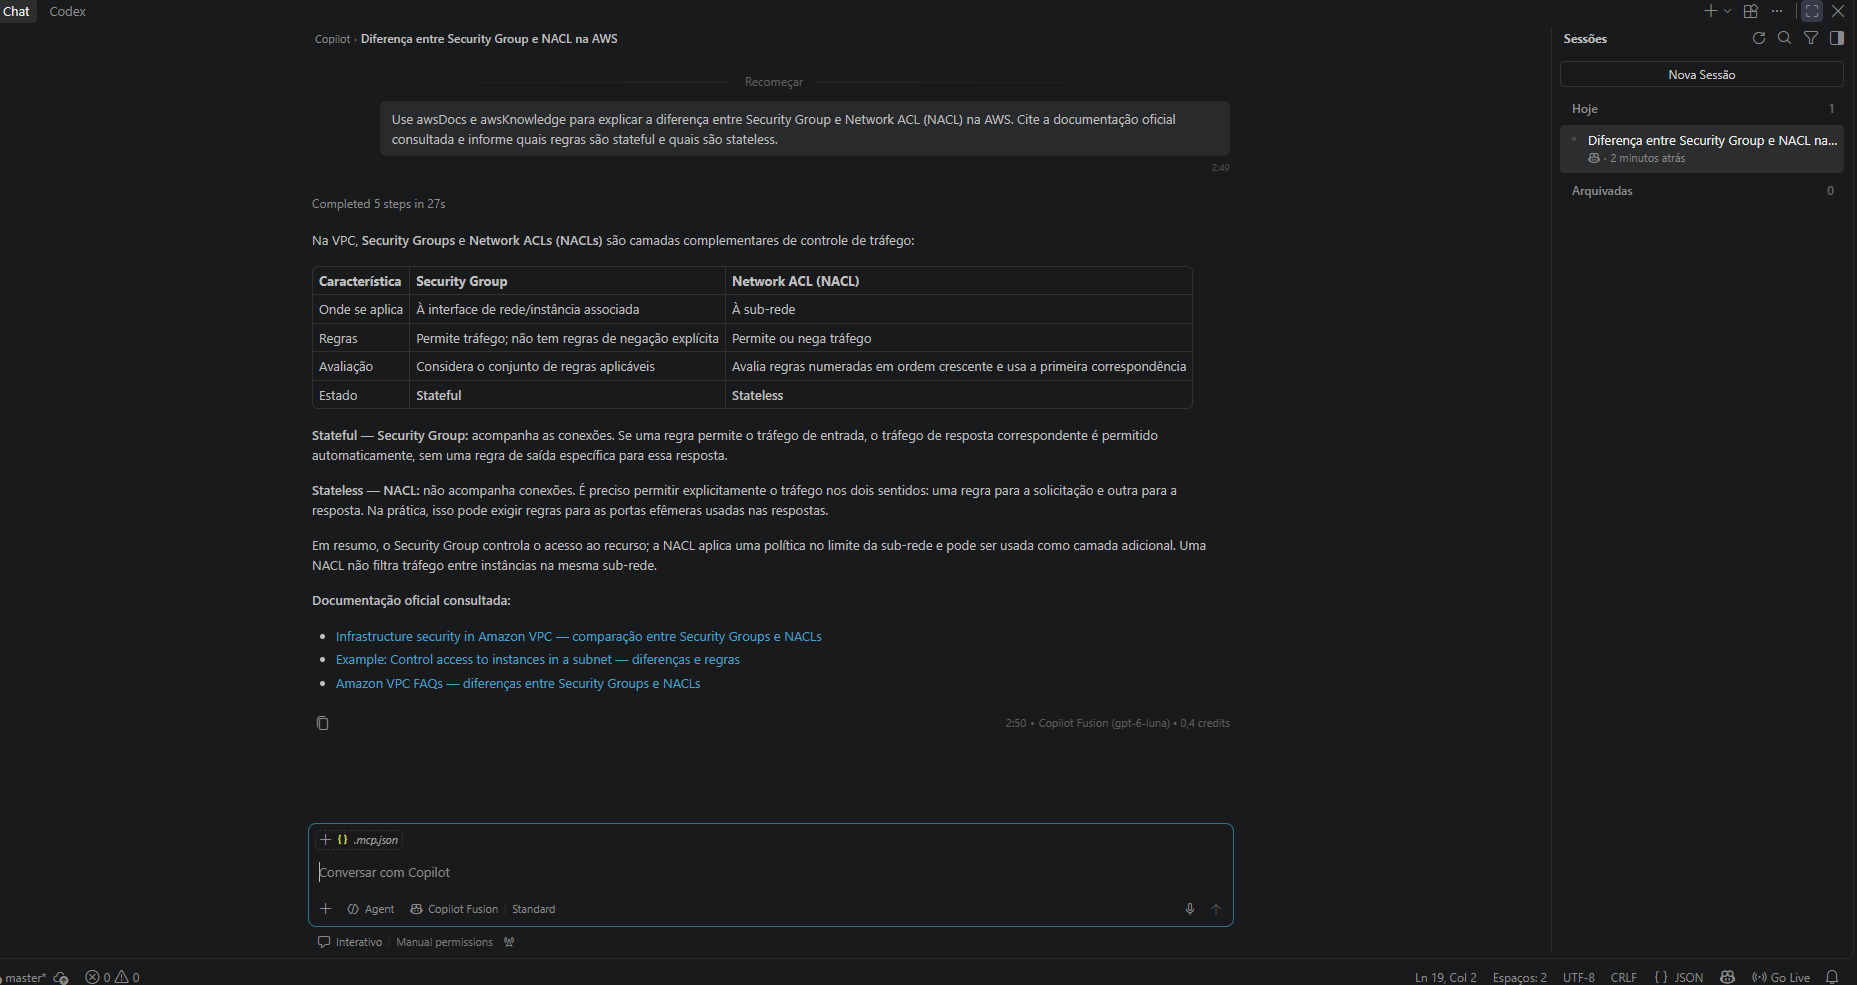 Chat Codex
Copilot · Diferença entre Security Group e NACL na AWS
Recomeçar
Use awsDocs e awsKnowledge para explicar a diferença entre Security Group e Network ACL (NACL) na AWS. Cite a documentação oficial
consultada e informe quais regras são stateful e quais são stateless.
2:49
Completed 5 steps in 27s
Na VPC, Security Groups e Network ACLs (NACLs) são camadas complementares de controle de tráfego:
Característica Security Group Network ACL (NACL)
Onde se aplica À interface de rede/instância associada À sub-rede
Regras Permite tráfego; não tem regras de negação explícita Permite ou nega tráfego
Avaliação Considera o conjunto de regras aplicáveis Avalia regras numeradas em ordem crescente e usa a primeira correspondência
Estado Stateful Stateless
Stateful — Security Group: acompanha as conexões. Se uma regra permite o tráfego de entrada, o tráfego de resposta correspondente é permitido
automaticamente, sem uma regra de saída específica para essa resposta.
Stateless — NACL: não acompanha conexões. É preciso permitir explicitamente o tráfego nos dois sentidos: uma regra para a solicitação e outra para a
resposta. Na prática, isso pode exigir regras para as portas efêmeras usadas nas respostas.
Em resumo, o Security Group controla o acesso ao recurso; a NACL aplica uma política no limite da sub-rede e pode ser usada como camada adicional. Uma
NACL não filtra tráfego entre instâncias na mesma sub-rede.
Documentação oficial consultada:
• Infrastructure security in Amazon VPC — comparação entre Security Groups e NACLs
• Example: Control access to instances in a subnet — diferenças e regras
• Amazon VPC FAQs — diferenças entre Security Groups e NACLs
2:50 • Copilot Fusion (gpt-6-luna) • 0,4 credits
{} .mcp.json
Conversar com Copilot
Agent Copilot Fusion Standard
Interativo Manual permissions
Sessões
Nova Sessão
Hoje 1
Diferença entre Security Group e NACL na...
· 2 minutos atrás
Arquivadas 0
master* 0 0 Ln 19, Col 2 Espaços: 2 UTF-8 CRLF {} JSON Go Live